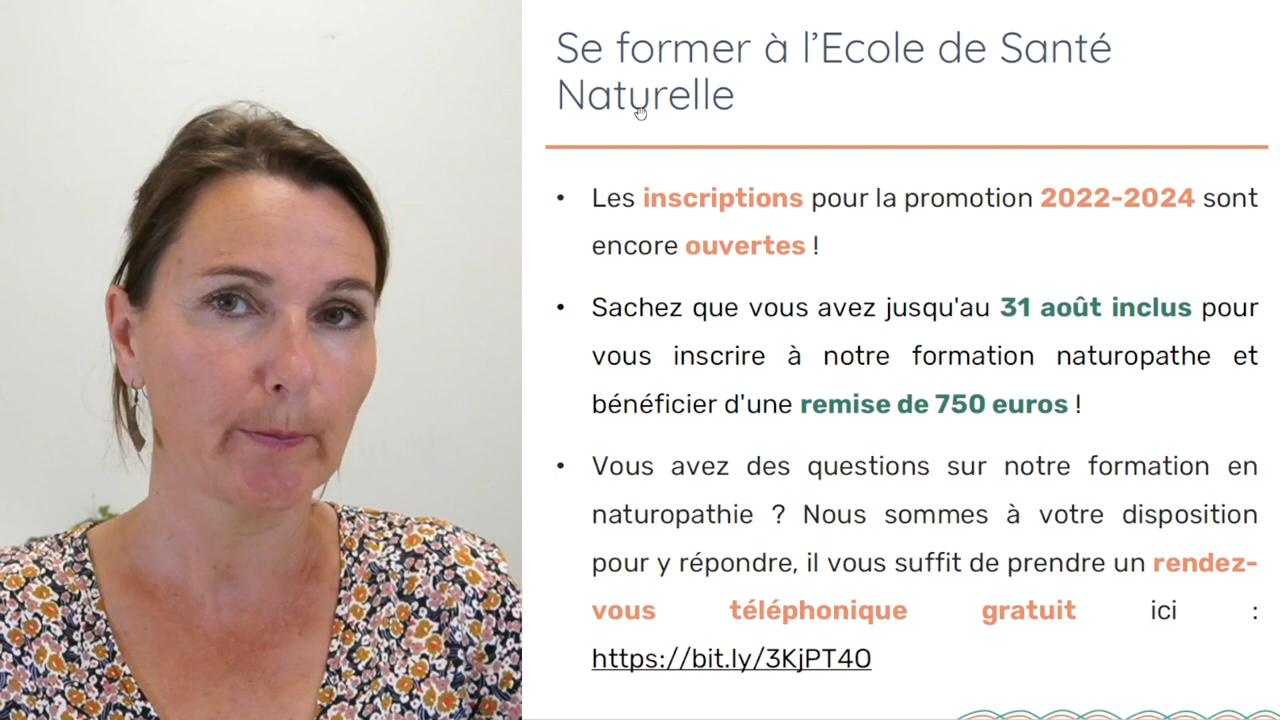 Se former à l’Ecole de Santé
Naturelle
• Les inscriptions pour la promotion 2022-2024 sont
encore ouvertes !
• Sachez que vous avez jusqu'au 31 août inclus pour
vous inscrire à notre formation naturopathe et
bénéficier d'une remise de 750 euros !
• Vous avez des questions sur notre formation en
naturopathie ? Nous sommes à votre disposition
pour y répondre, il vous suffit de prendre un rendez-
vous téléphonique gratuit ici :
https://bit.ly/3KjPT4O